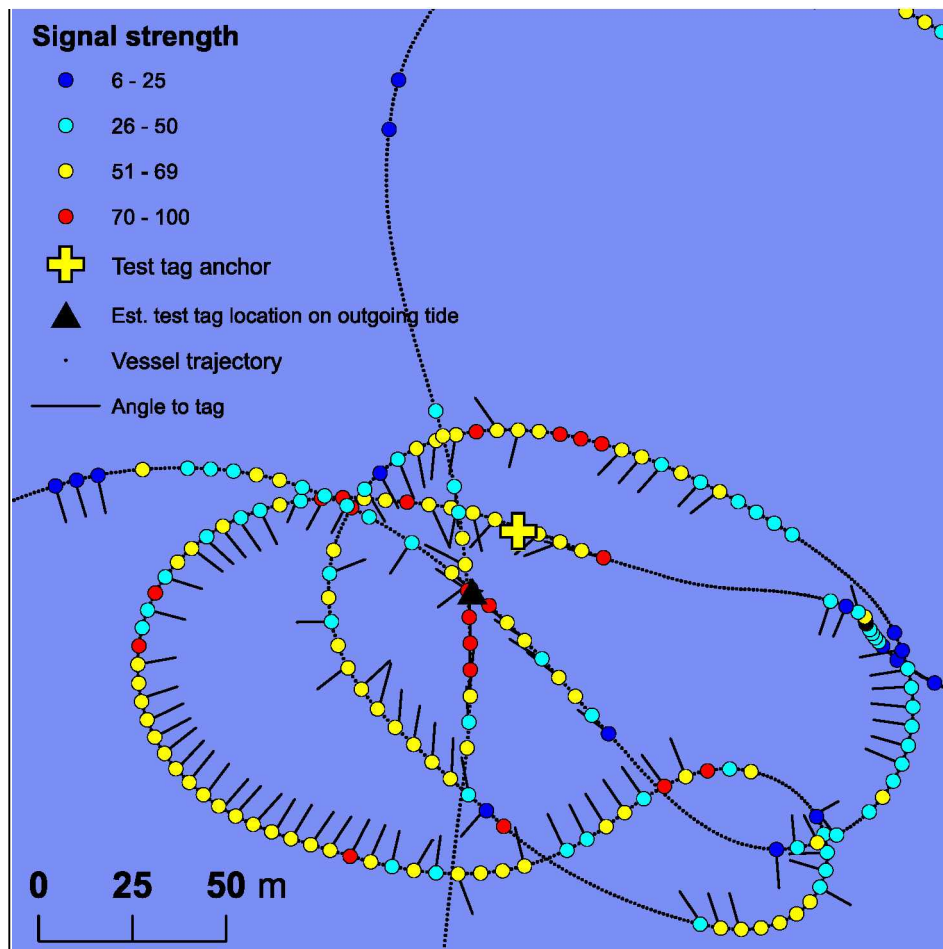 Signal strength
6 - 25
26 - 50
51 - 69
70 - 100
Test tag anchor
Est. test tag location on outgoing tide
Vessel trajectory
Angle to tag
0 25 50 m